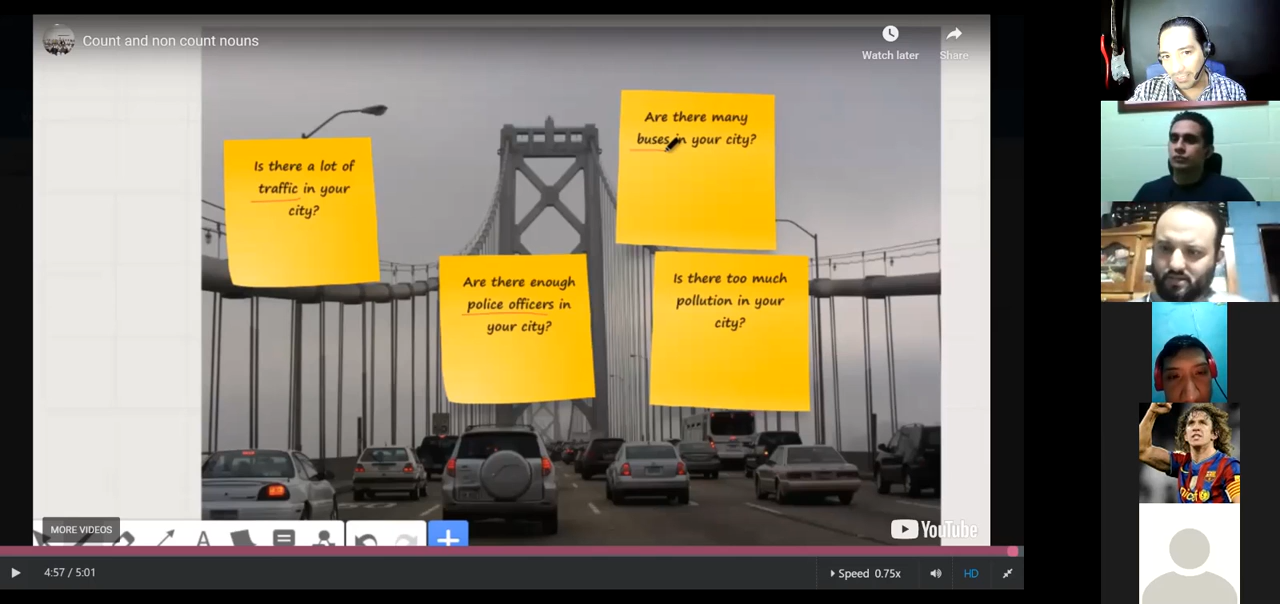 Count and non count nouns
Watch later
Share
Is there a lot of
traffic in your
city?
Are there many
buses in your city?
Are there enough
police officers in
your city?
Is there too much
pollution in your
city?
MORE VIDEOS
A
YouTube
4:57 / 5:01
Speed 0.75x
HD